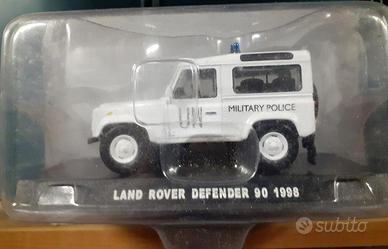 UN
MILITARY POLICE
LAND ROVER DEFENDER 90 1998
subito